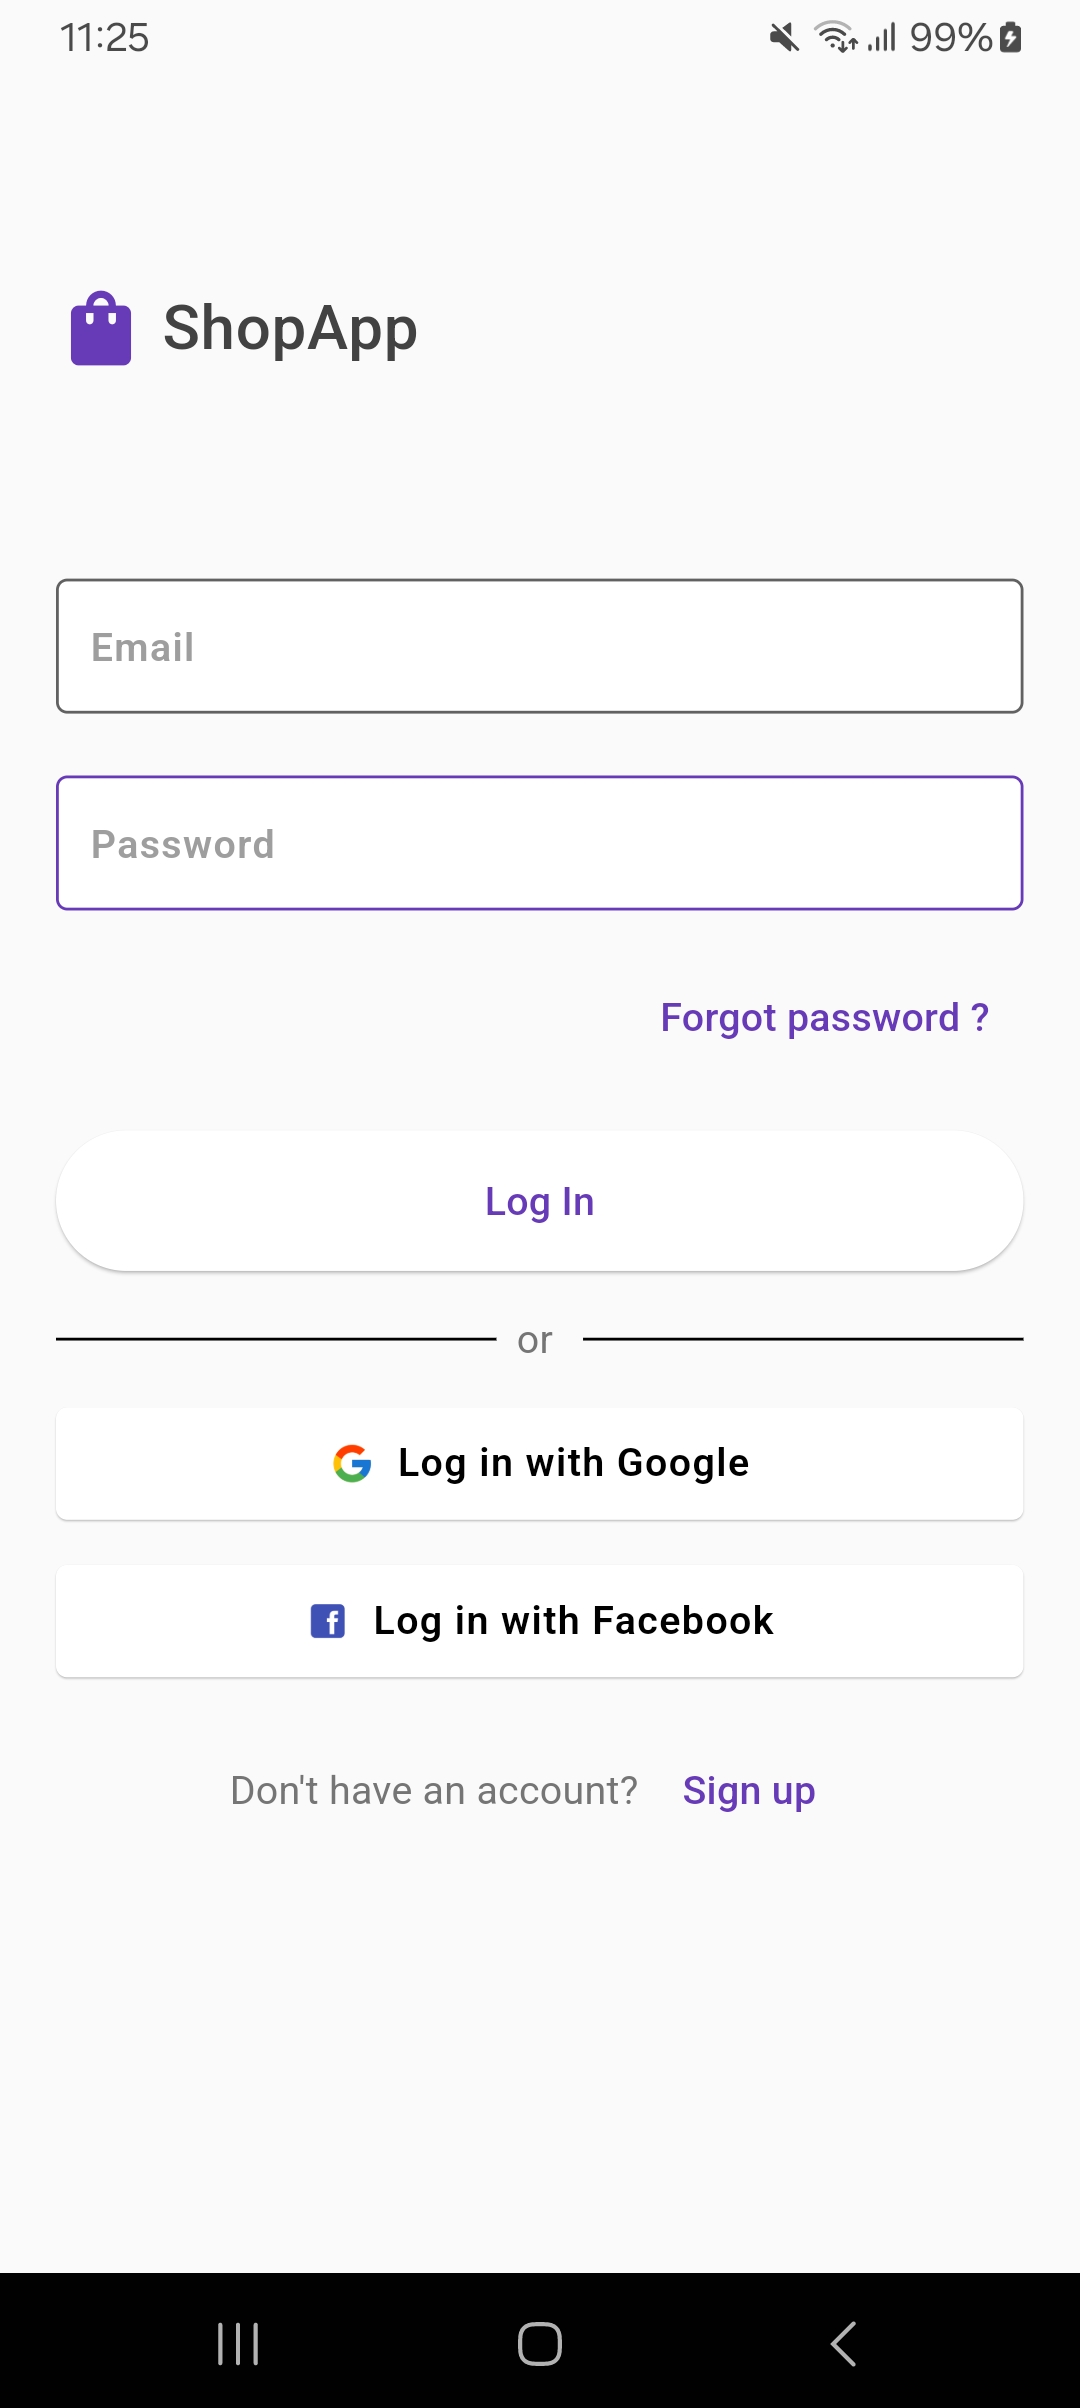 11:25 99%
ShopApp
Email
Password
Forgot password ?
Log In
or
Log in with Google
Log in with Facebook
Don't have an account? Sign up